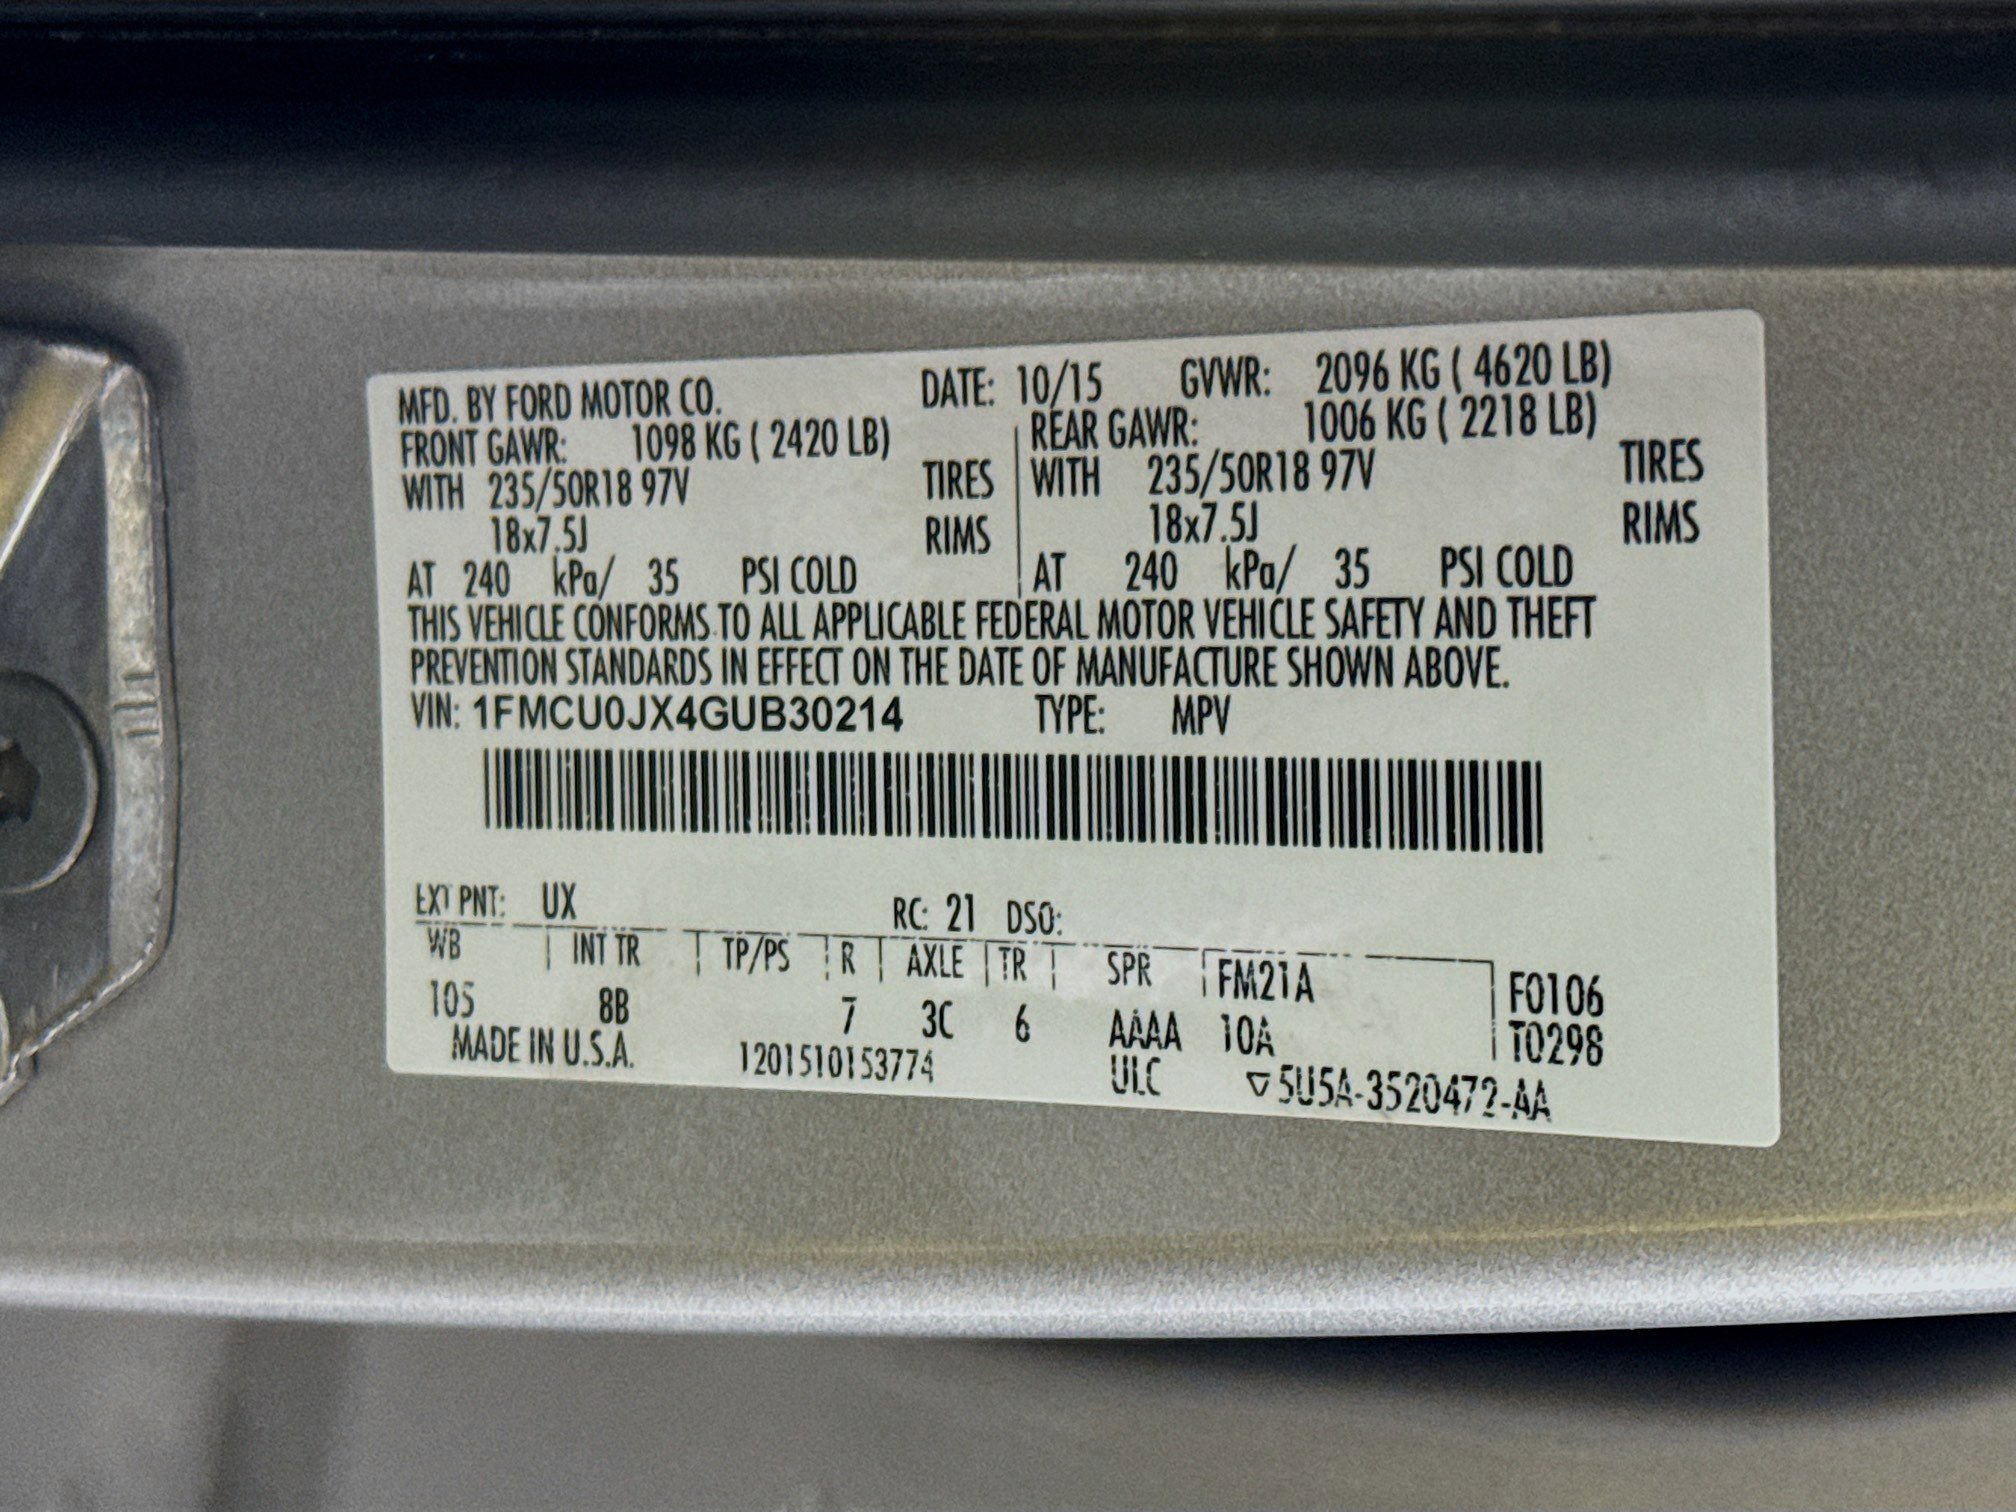 MFD. BY FORD MOTOR CO. DATE: 10/15 GVWR: 2096 KG ( 4620 LB)
FRONT GAWR: 1098 KG ( 2420 LB) REAR GAWR: 1006 KG ( 2218 LB)
WITH 235/50R18 97V TIRES WITH 235/50R18 97V TIRES
18x7.5J RIMS 18x7.5J RIMS
AT 240 kPa/ 35 PSI COLD AT 240 kPa/ 35 PSI COLD
THIS VEHICLE CONFORMS TO ALL APPLICABLE FEDERAL MOTOR VEHICLE SAFETY AND THEFT
PREVENTION STANDARDS IN EFFECT ON THE DATE OF MANUFACTURE SHOWN ABOVE.
VIN: 1FMCU0JX4GUB30214 TYPE: MPV
EXT PNT: UX RC: 21 DSO:
WB INT TR TP/PS R AXLE TR SPR FM21A F0106
105 8B 7 3C 6 AAAA 10A T0298
MADE IN U.S.A. 1201510153774 ULC 5U5A-3520472-AA